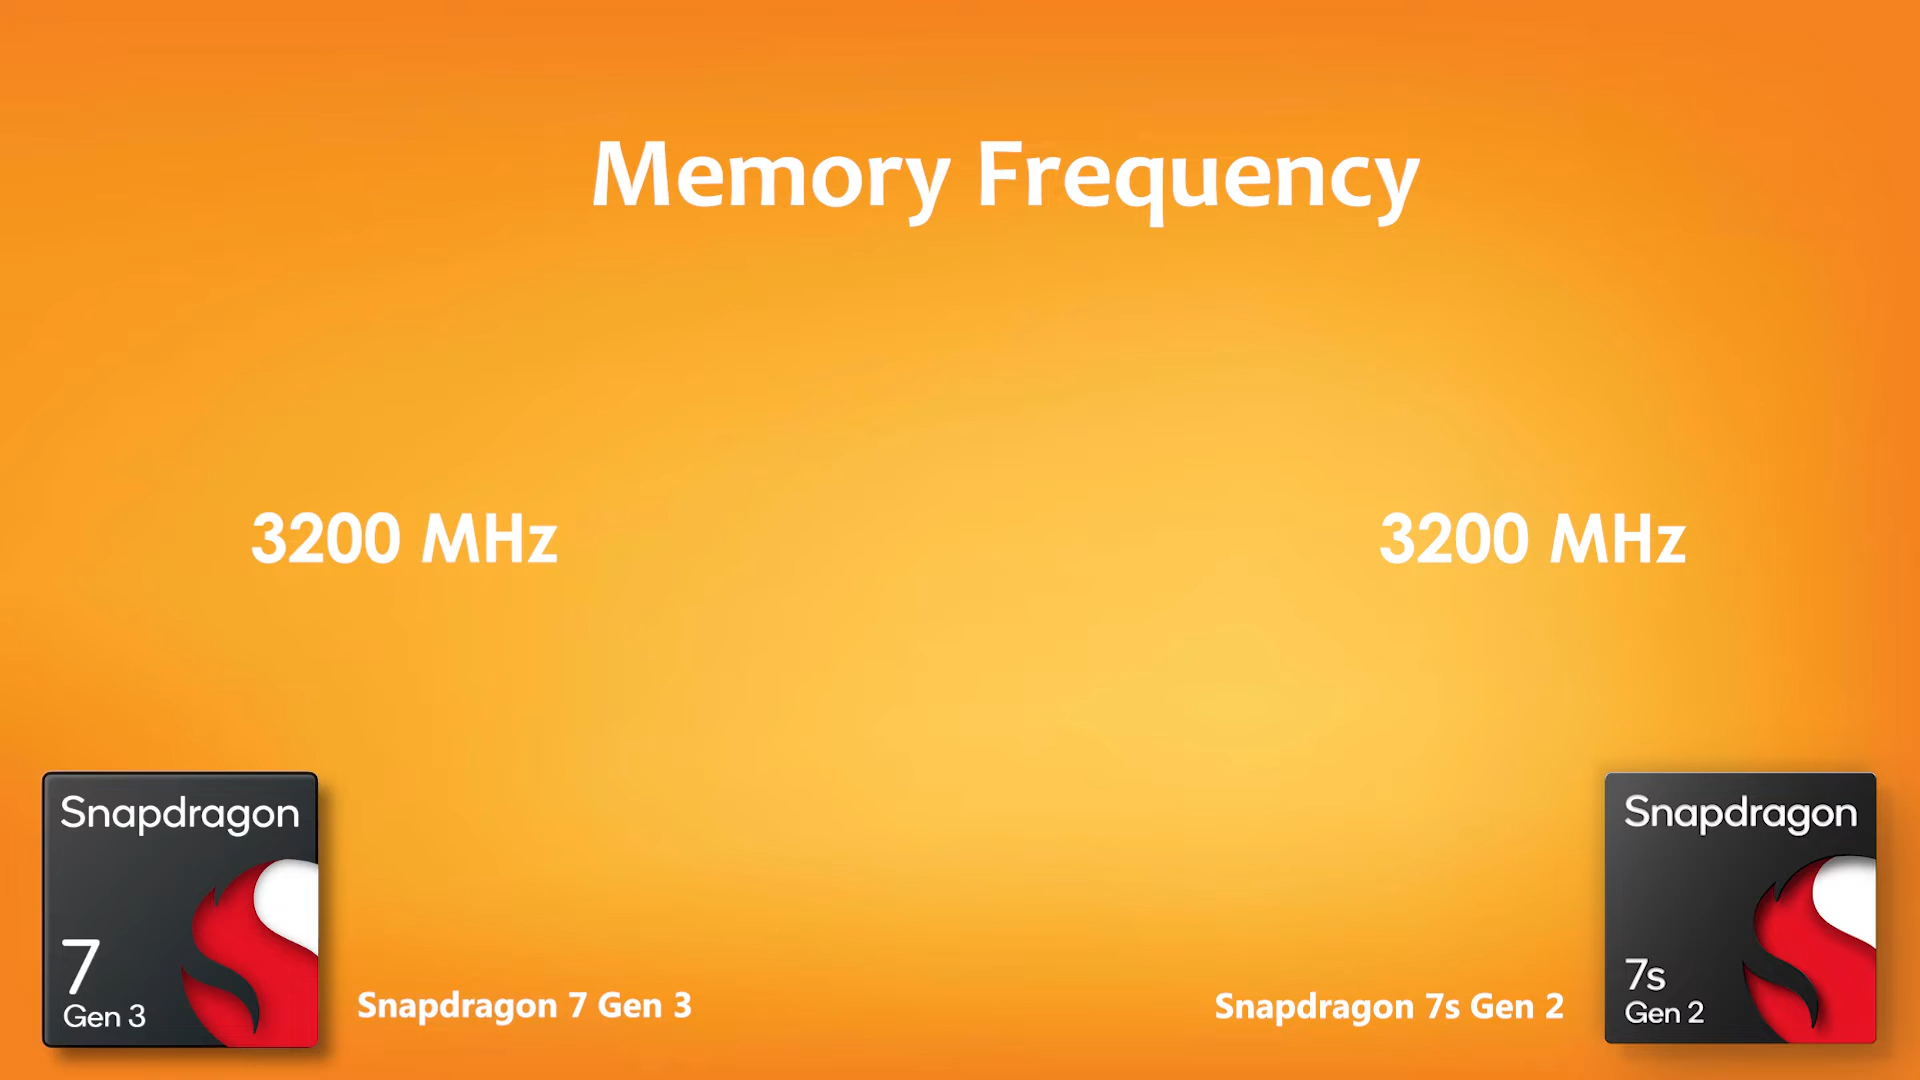 Memory Frequency
3200 MHz
3200 MHz
Snapdragon
7
Gen 3
Snapdragon 7 Gen 3
Snapdragon 7s Gen 2
Snapdragon
7s
Gen 2